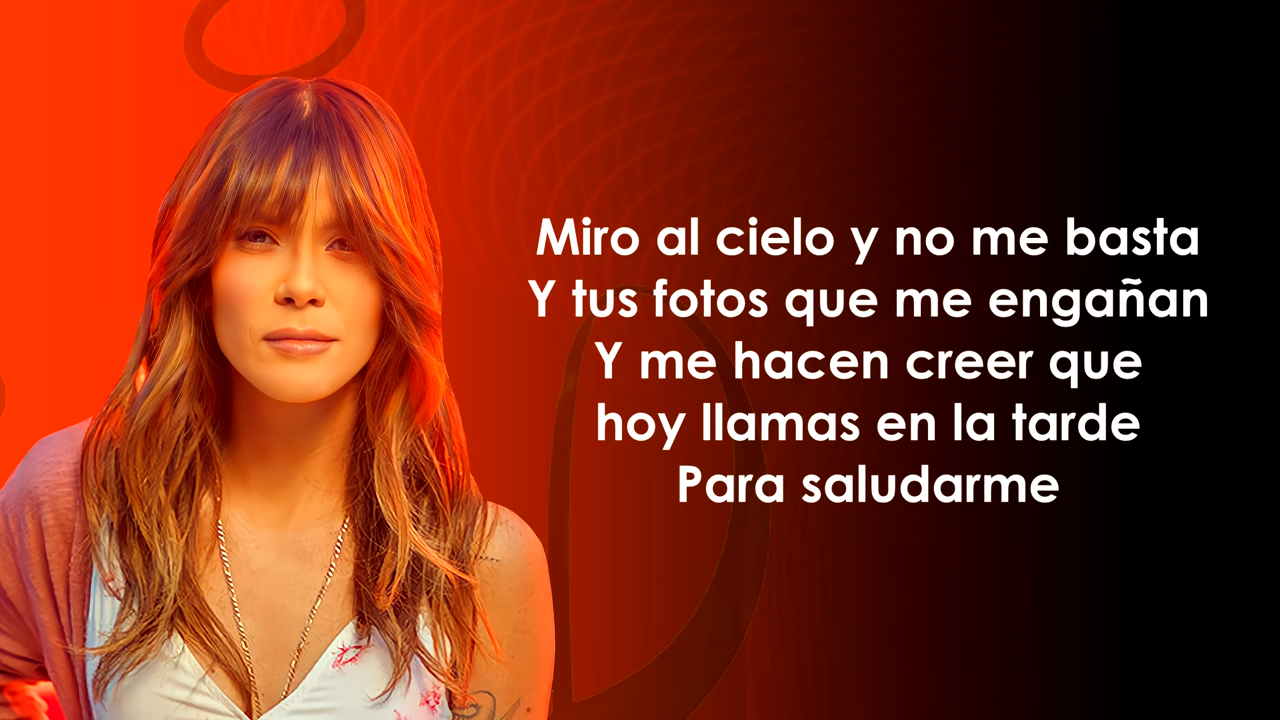 Miro al cielo y no me basta
Y tus fotos que me engañan
Y me hacen creer que
hoy llamas en la tarde
Para saludarme